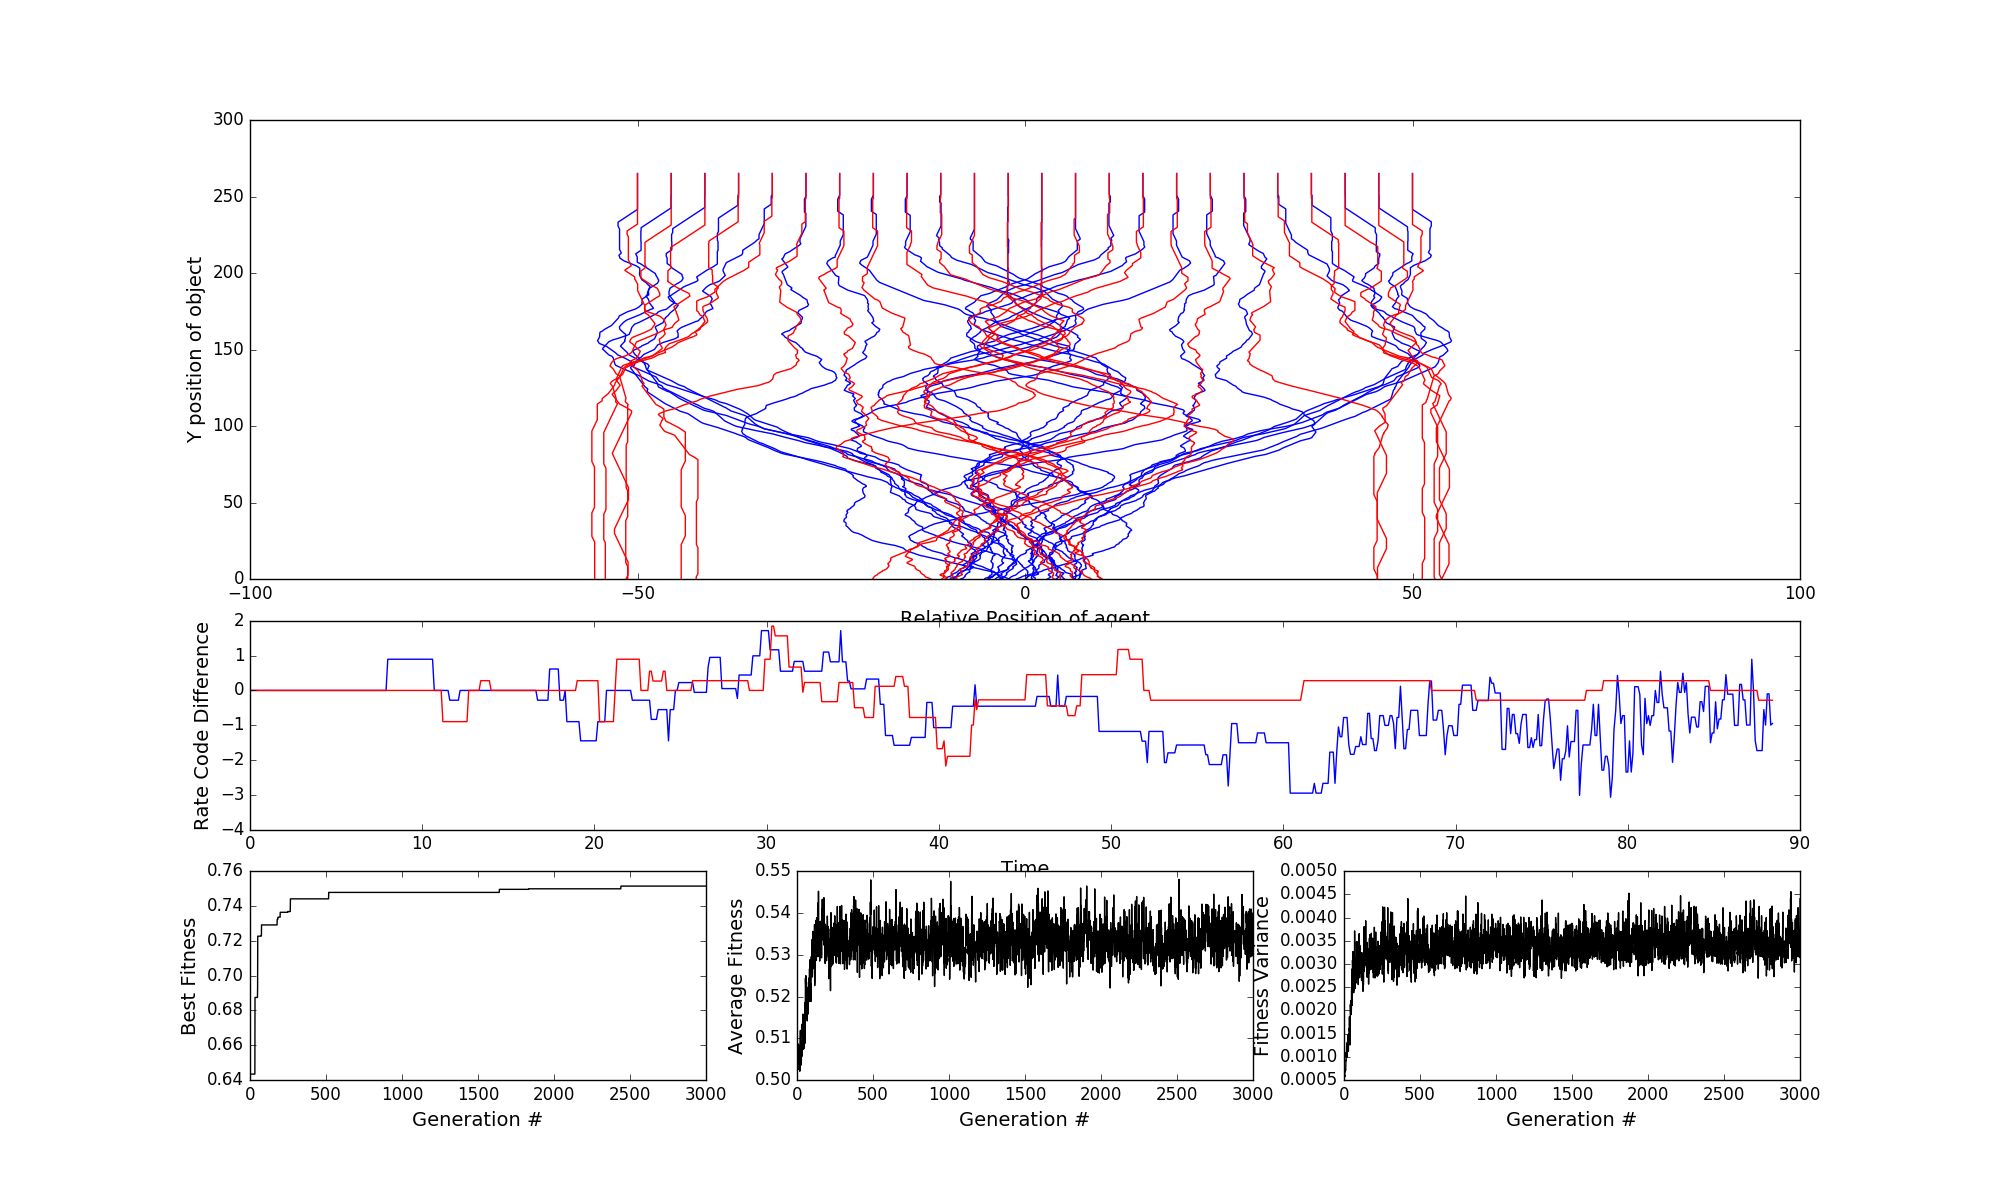 300
250
200
150
100
50
0
Y position of object
−100 −50 0 50 100
Relative Position of agent
2
1
0
−1
−2
−3
−4
Rate Code Difference
0 10 20 30 40 50 60 70 80 90
Time
0.76
0.74
0.72
0.70
0.68
0.66
0.64
Best Fitness
0 500 1000 1500 2000 2500 3000
Generation #
0.55
0.54
0.53
0.52
0.51
0.50
Average Fitness
0 500 1000 1500 2000 2500 3000
Generation #
0.0050
0.0045
0.0040
0.0035
0.0030
0.0025
0.0020
0.0015
0.0010
0.0005
Fitness Variance
0 500 1000 1500 2000 2500 3000
Generation #